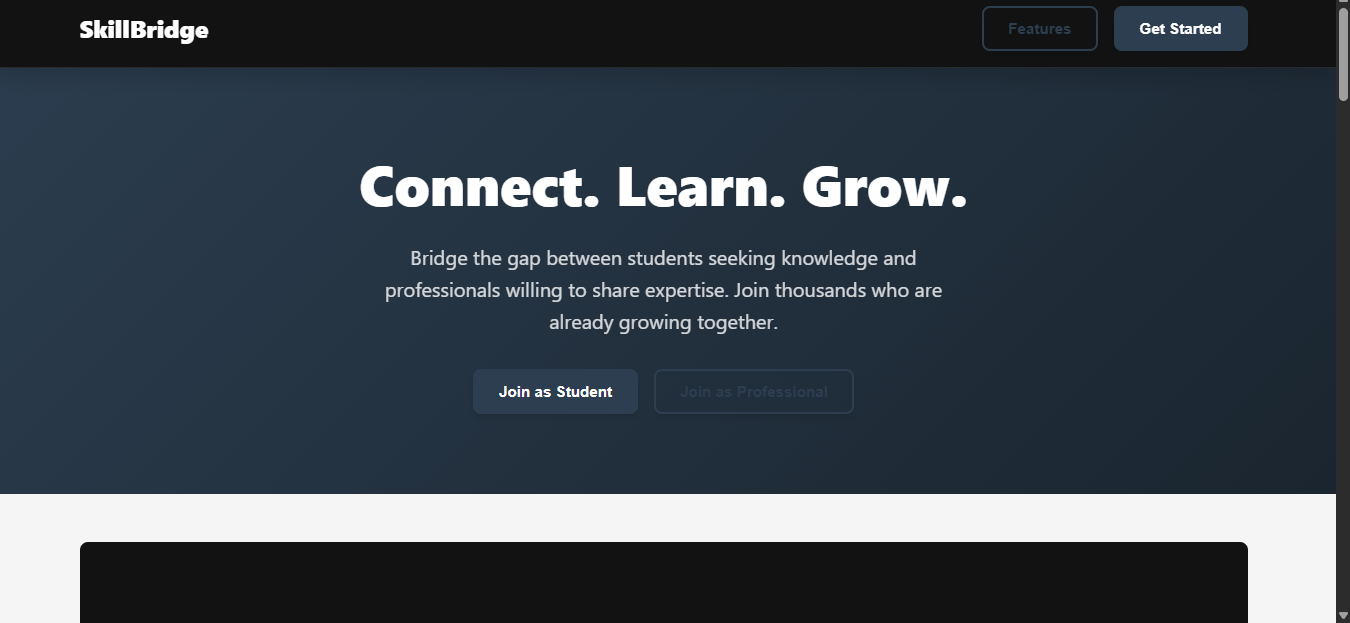 SkillBridge
Features
Get Started
Connect. Learn. Grow.
Bridge the gap between students seeking knowledge and
professionals willing to share expertise. Join thousands who are
already growing together.
Join as Student
Join as Professional